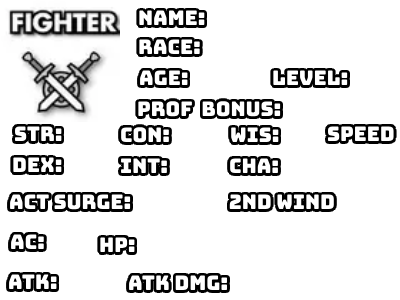 FIGHTER
NAME:
RACE:
AGE: LEVEL:
PROF BONUS:
STR: CON: WIS: SPEED
DEX: INT: CHA:
ACT SURGE: 2ND WIND
AC: HP:
ATK: ATK DMG: